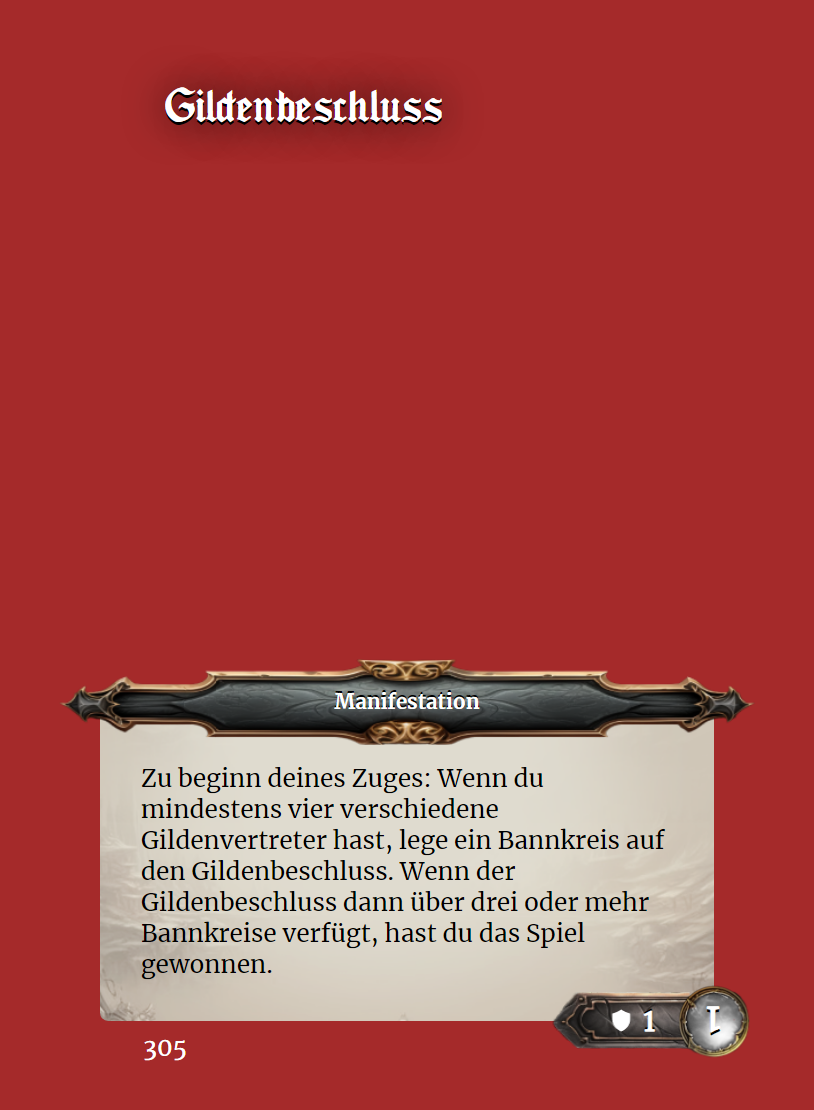 Gildenbeschluss
Manifestation
Zu beginn deines Zuges: Wenn du
mindestens vier verschiedene
Gildenvertreter hast, lege ein Bannkreis auf
den Gildenbeschluss. Wenn der
Gildenbeschluss dann über drei oder mehr
Bannkreise verfügt, hast du das Spiel
gewonnen.
1
1
305